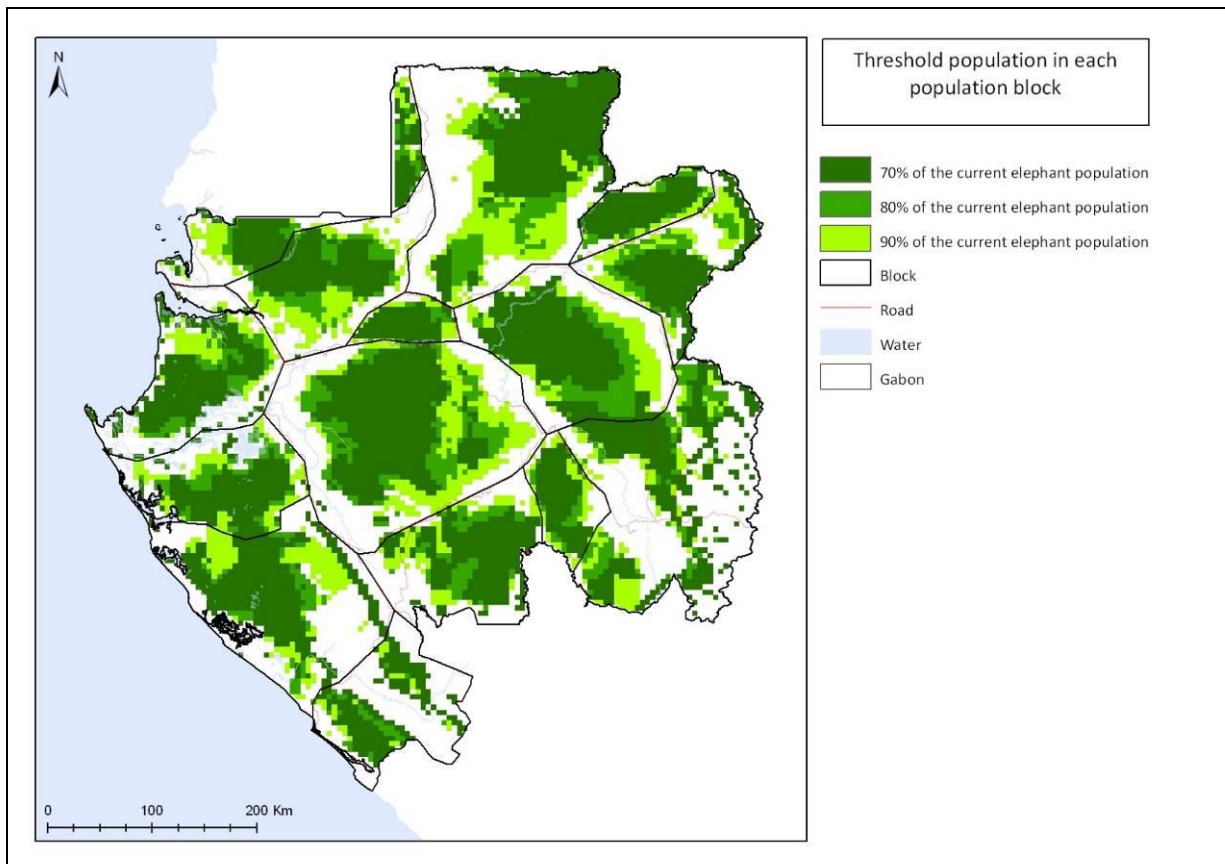 N
Threshold population in each
population block
70% of the current elephant population
80% of the current elephant population
90% of the current elephant population
Block
Road
Water
Gabon
0 100 200 Km